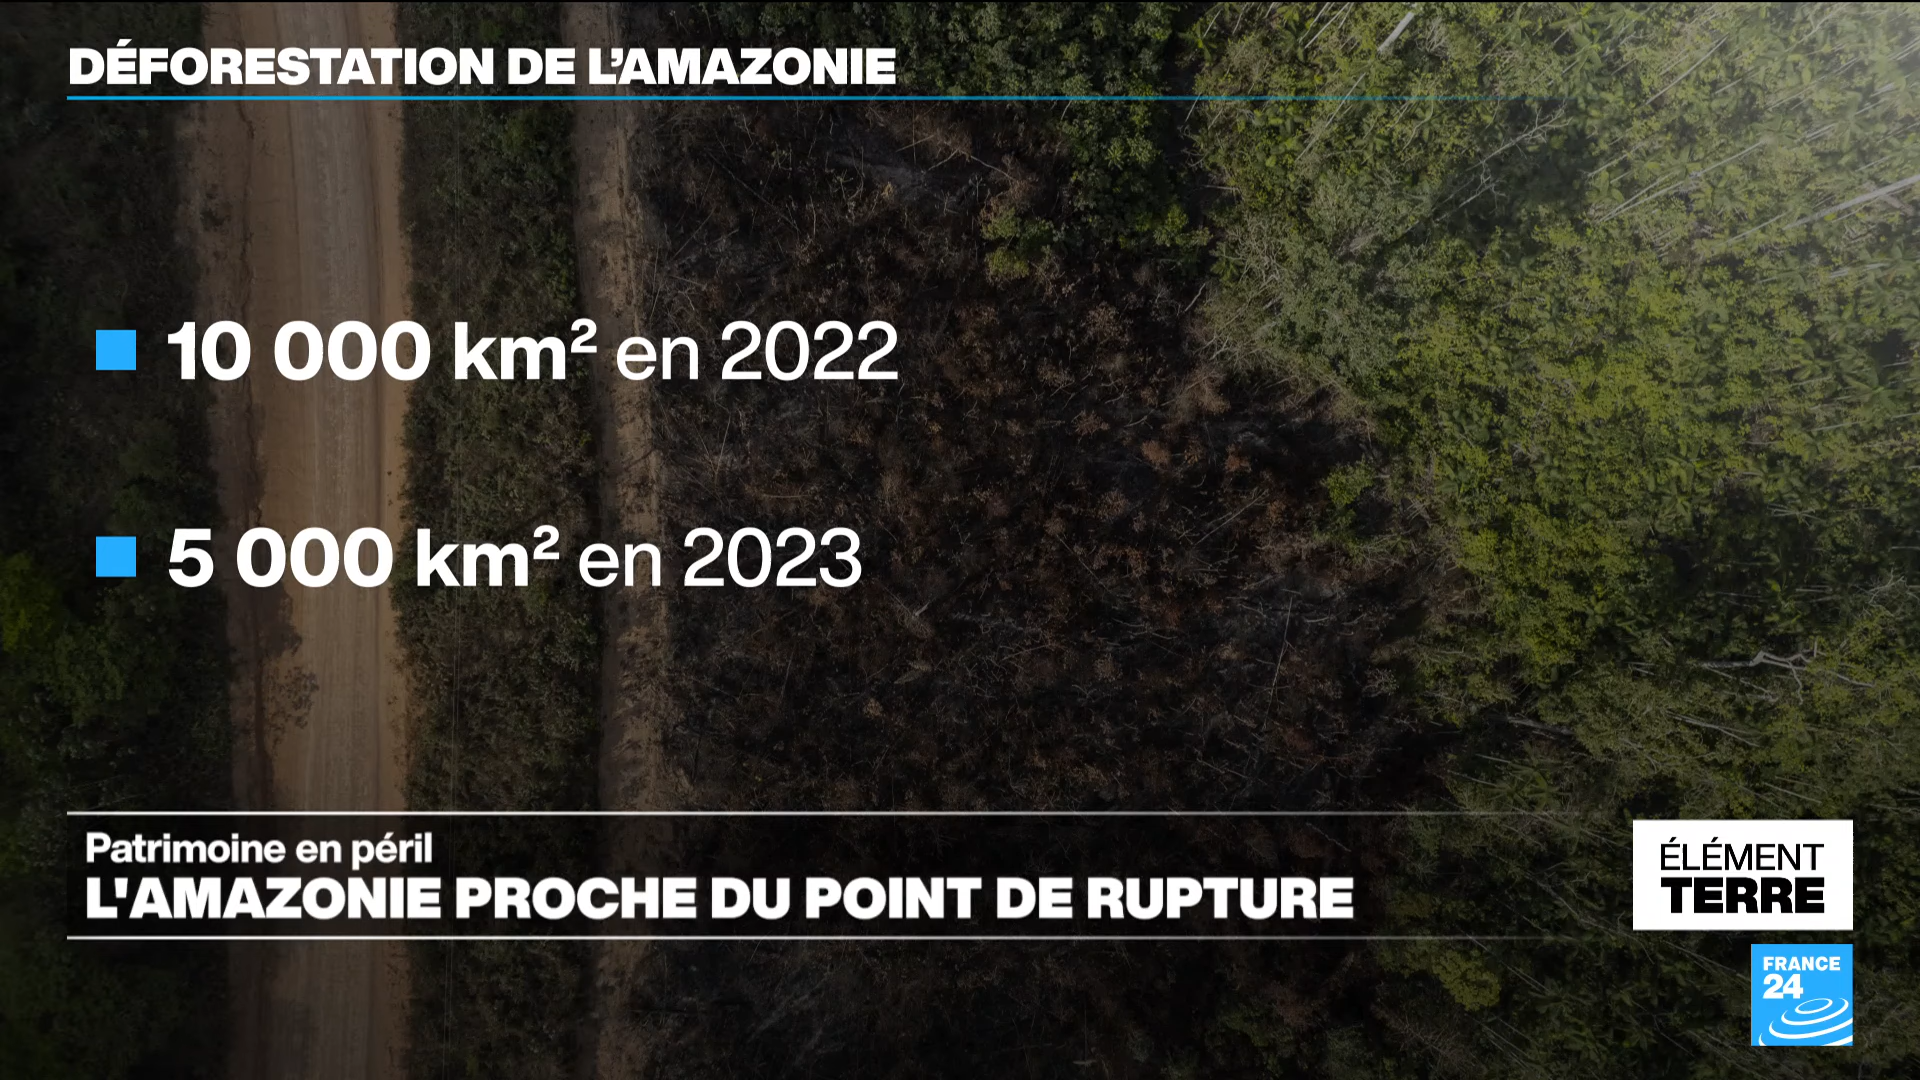 DÉFORESTATION DE L’AMAZONIE
10 000 km² en 2022
5 000 km² en 2023
Patrimoine en péril
L'AMAZONIE PROCHE DU POINT DE RUPTURE
ÉLÉMENT
TERRE
FRANCE
24